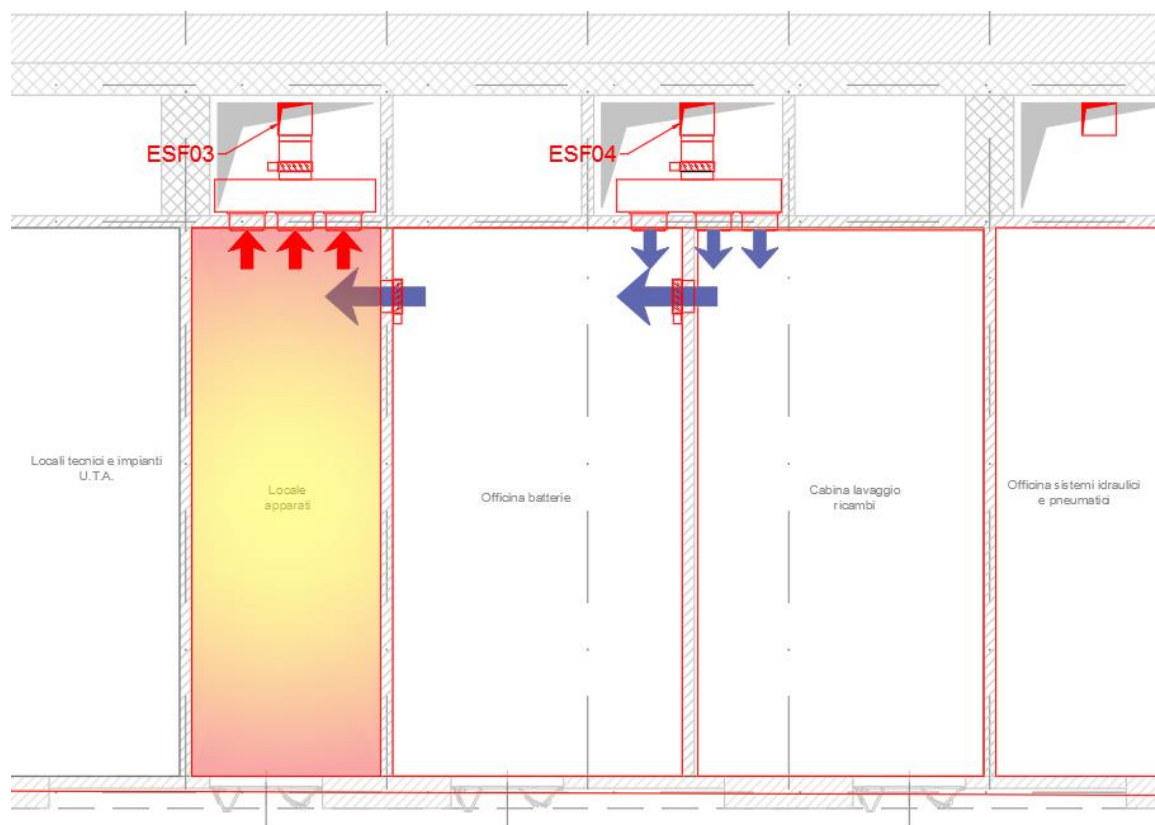 ESF03
ESF04
Locali tecnici e impianti
U.T.A.
Locale
apparati
Officina batterie
Cabina lavaggio
ricambi
Officina sistemi idraulici
e pneumatici